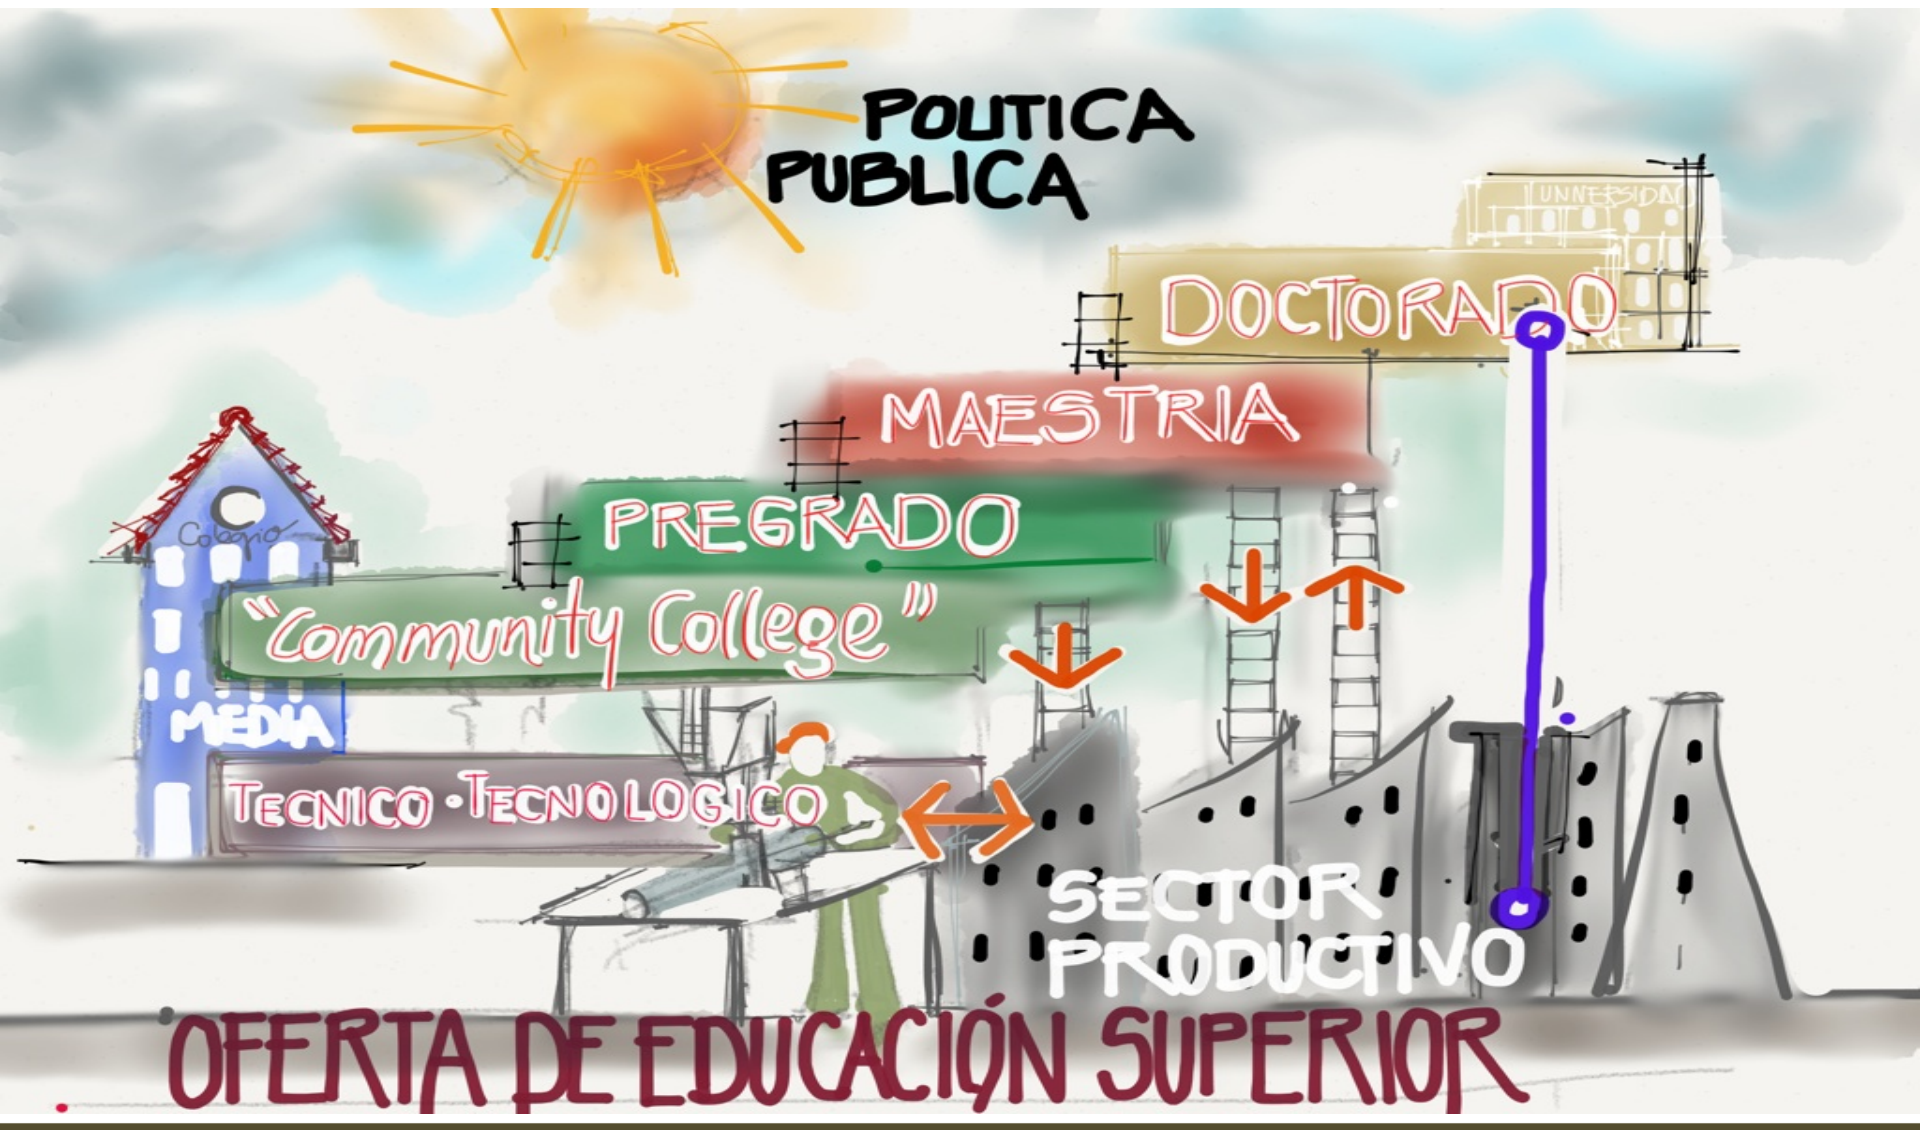 POLITICA
PUBLICA
UNIVERSIDAD
DOCTORADO
MAESTRIA
PREGRADO
Colegio
"Community College"
MEDIA
TECNICO · TECNOLOGICO
SECTOR
PRODUCTIVO
OFERTA DE EDUCACIÓN SUPERIOR